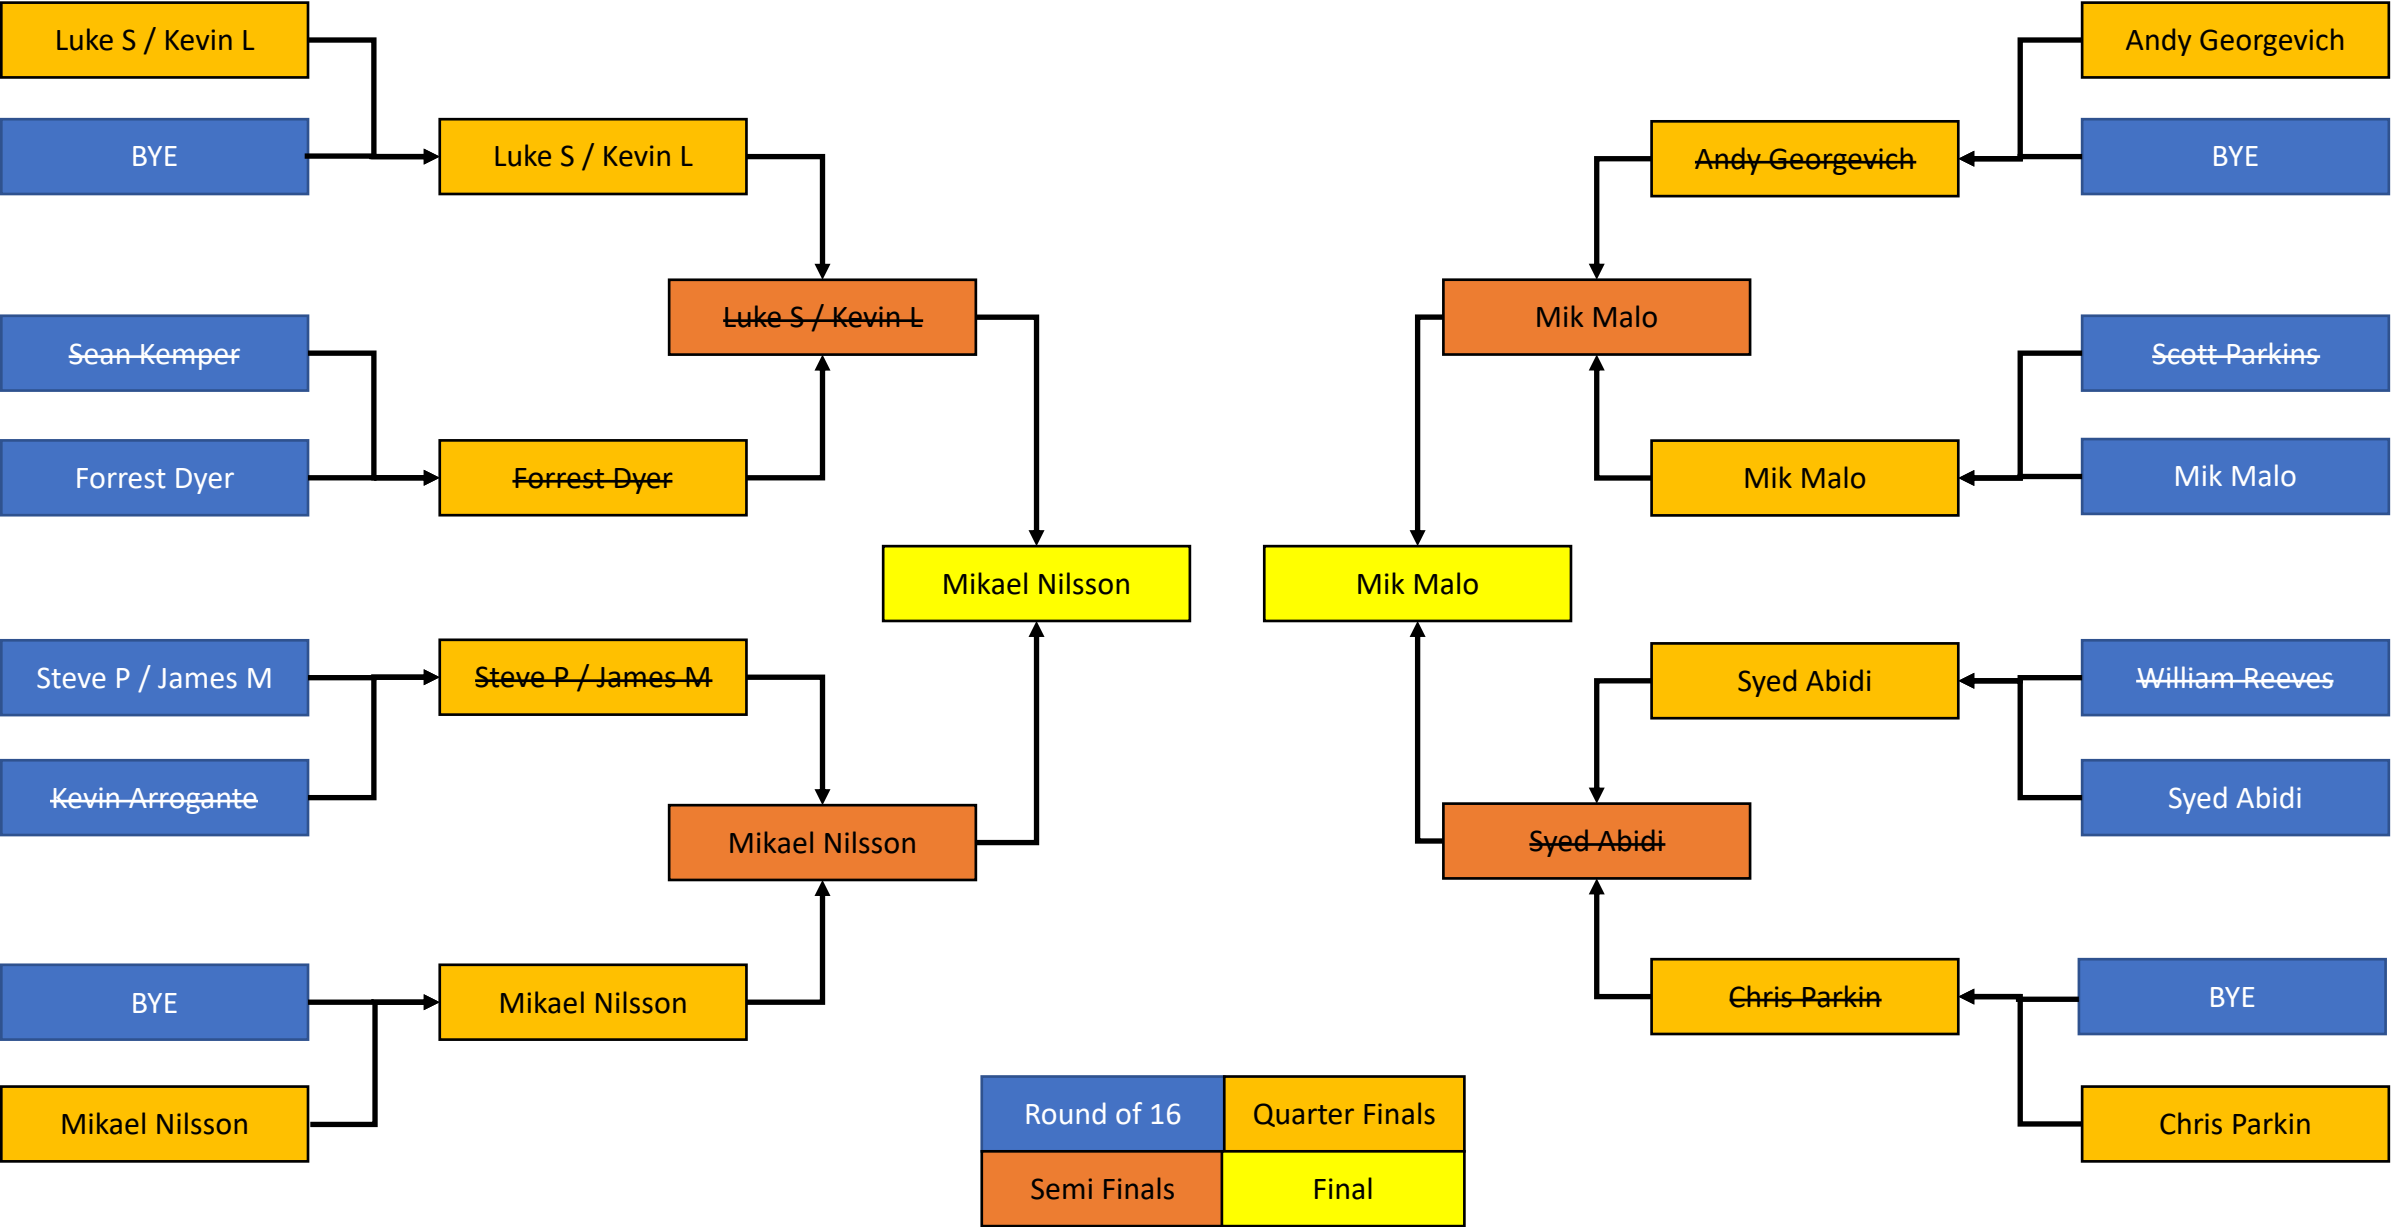 Luke S / Kevin L
Andy Georgevich
BYE
Luke S / Kevin L
Andy Georgevich
BYE
Luke S / Kevin L
Mik Malo
Sean Kemper
Scott Parkins
Forrest Dyer
Forrest Dyer
Mik Malo
Mik Malo
Mikael Nilsson
Mik Malo
Steve P / James M
Steve P / James M
Syed Abidi
William Reeves
Kevin Arrogante
Syed Abidi
Mikael Nilsson
Syed Abidi
BYE
Mikael Nilsson
Chris Parkin
BYE
Mikael Nilsson
Chris Parkin
Round of 16
Quarter Finals
Semi Finals
Final